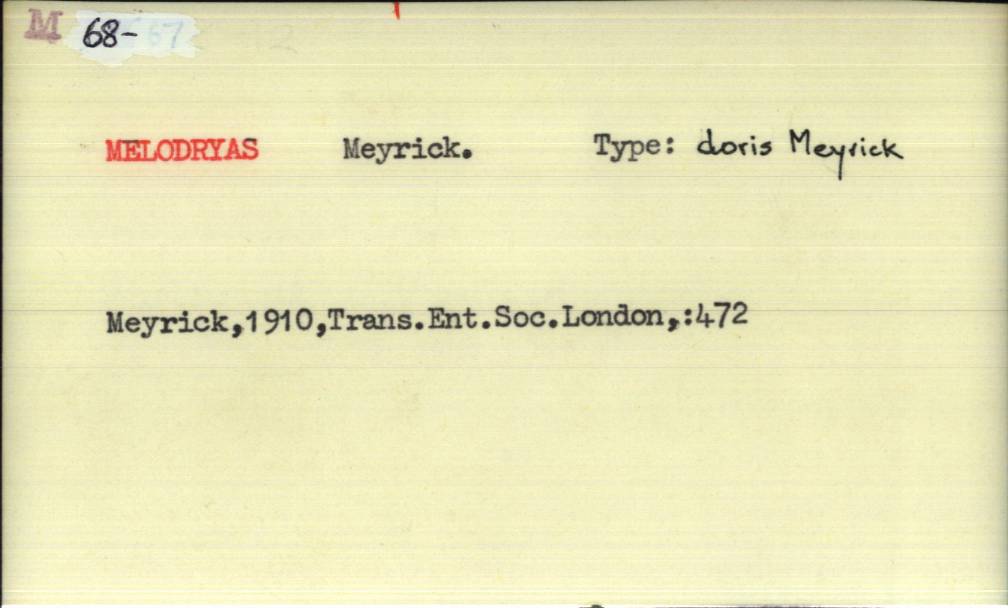 M 68-
MELODRYAS Meyrick. Type: doris Meyrick
Meyrick,1910,Trans.Ent.Soc.London,:472